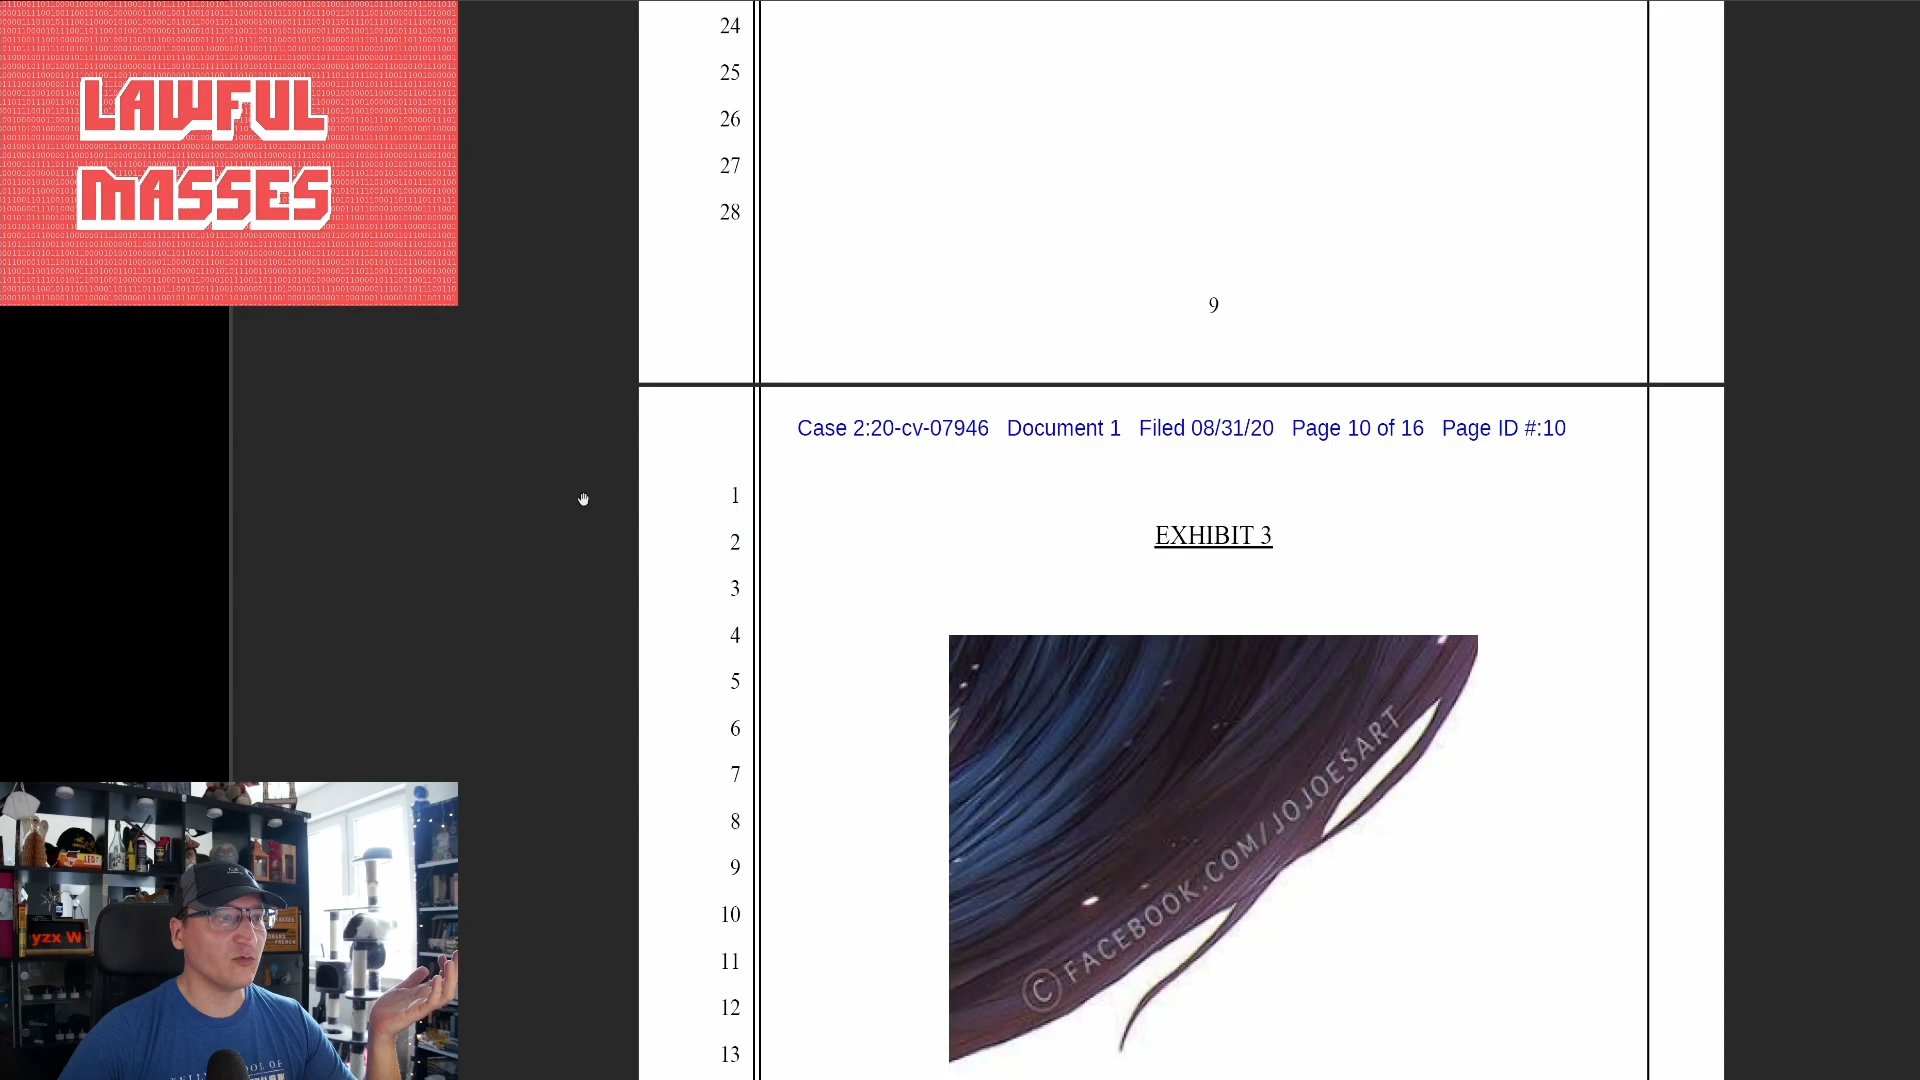 LAWFUL
MASSES
24
25
26
27
28
9
Case 2:20-cv-07946 Document 1 Filed 08/31/20 Page 10 of 16 Page ID #:10
1
2
EXHIBIT 3
3
4
5
6
7
8
9
10
11
12
13
© FACEBOOK.COM/JOJOESART
yzx W
LEO